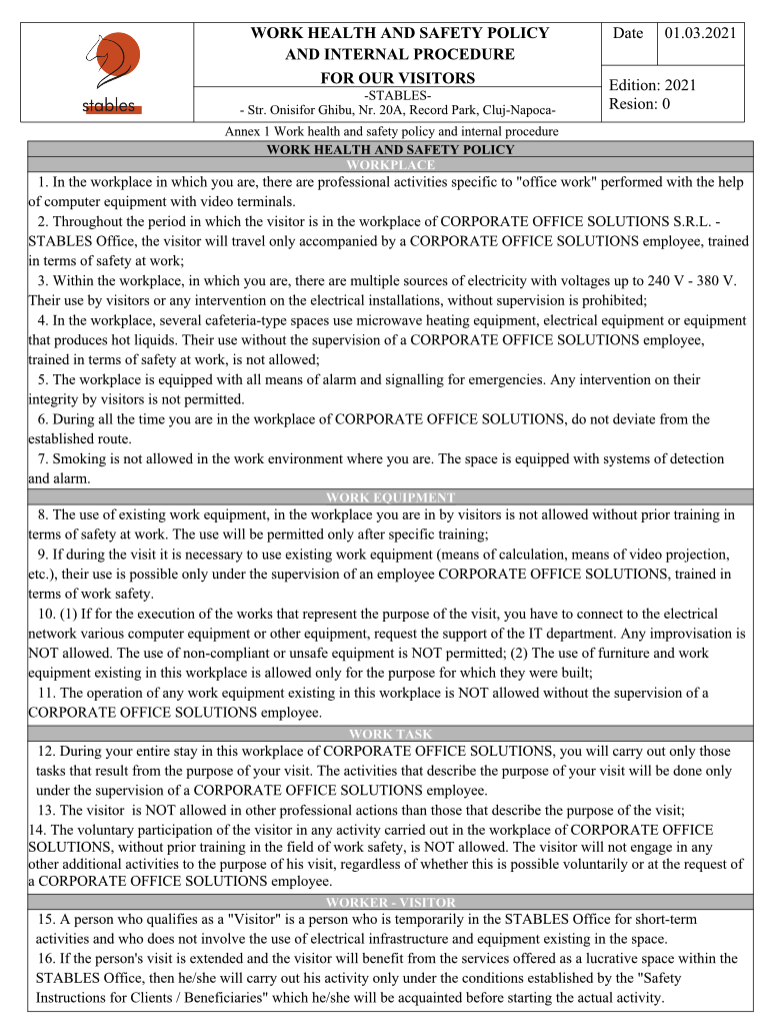 stables
WORK HEALTH AND SAFETY POLICY
AND INTERNAL PROCEDURE
FOR OUR VISITORS
-STABLES-
- Str. Onisifor Ghibu, Nr. 20A, Record Park, Cluj-Napoca-
Date 01.03.2021
Edition: 2021
Resion: 0
Annex 1 Work health and safety policy and internal procedure
WORK HEALTH AND SAFETY POLICY
WORKPLACE
1. In the workplace in which you are, there are professional activities specific to "office work" performed with the help
of computer equipment with video terminals.
2. Throughout the period in which the visitor is in the workplace of CORPORATE OFFICE SOLUTIONS S.R.L. -
STABLES Office, the visitor will travel only accompanied by a CORPORATE OFFICE SOLUTIONS employee, trained
in terms of safety at work;
3. Within the workplace, in which you are, there are multiple sources of electricity with voltages up to 240 V - 380 V.
Their use by visitors or any intervention on the electrical installations, without supervision is prohibited;
4. In the workplace, several cafeteria-type spaces use microwave heating equipment, electrical equipment or equipment
that produces hot liquids. Their use without the supervision of a CORPORATE OFFICE SOLUTIONS employee,
trained in terms of safety at work, is not allowed;
5. The workplace is equipped with all means of alarm and signalling for emergencies. Any intervention on their
integrity by visitors is not permitted.
6. During all the time you are in the workplace of CORPORATE OFFICE SOLUTIONS, do not deviate from the
established route.
7. Smoking is not allowed in the work environment where you are. The space is equipped with systems of detection
and alarm.
WORK EQUIPMENT
8. The use of existing work equipment, in the workplace you are in by visitors is not allowed without prior training in
terms of safety at work. The use will be permitted only after specific training;
9. If during the visit it is necessary to use existing work equipment (means of calculation, means of video projection,
etc.), their use is possible only under the supervision of an employee CORPORATE OFFICE SOLUTIONS, trained in
terms of work safety.
10. (1) If for the execution of the works that represent the purpose of the visit, you have to connect to the electrical
network various computer equipment or other equipment, request the support of the IT department. Any improvisation is
NOT allowed. The use of non-compliant or unsafe equipment is NOT permitted; (2) The use of furniture and work
equipment existing in this workplace is allowed only for the purpose for which they were built;
11. The operation of any work equipment existing in this workplace is NOT allowed without the supervision of a
CORPORATE OFFICE SOLUTIONS employee.
WORK TASK
12. During your entire stay in this workplace of CORPORATE OFFICE SOLUTIONS, you will carry out only those
tasks that result from the purpose of your visit. The activities that describe the purpose of your visit will be done only
under the supervision of a CORPORATE OFFICE SOLUTIONS employee.
13. The visitor is NOT allowed in other professional actions than those that describe the purpose of the visit;
14. The voluntary participation of the visitor in any activity carried out in the workplace of CORPORATE OFFICE
SOLUTIONS, without prior training in the field of work safety, is NOT allowed. The visitor will not engage in any
other additional activities to the purpose of his visit, regardless of whether this is possible voluntarily or at the request of
a CORPORATE OFFICE SOLUTIONS employee.
WORKER - VISITOR
15. A person who qualifies as a "Visitor" is a person who is temporarily in the STABLES Office for short-term
activities and who does not involve the use of electrical infrastructure and equipment existing in the space.
16. If the person's visit is extended and the visitor will benefit from the services offered as a lucrative space within the
STABLES Office, then he/she will carry out his activity only under the conditions established by the "Safety
Instructions for Clients / Beneficiaries" which he/she will be acquainted before starting the actual activity.